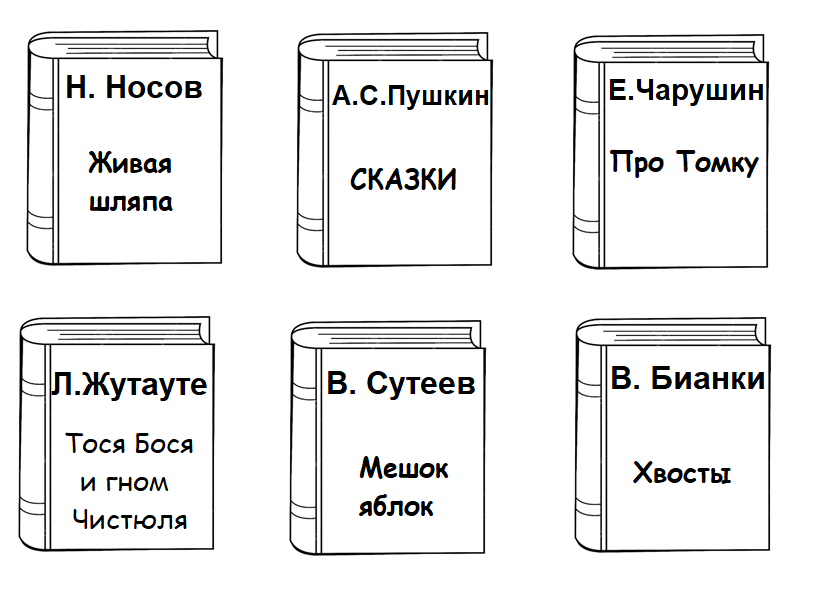 Н. Носов
Живая
шляпа
А.С.Пушкин
СКАЗКИ
Е.Чарушин
Про Томку
Л.Жутауте
Тося Бося
и гном
Чистюля
В. Сутеев
Мешок
яблок
В. Бианки
Хвосты